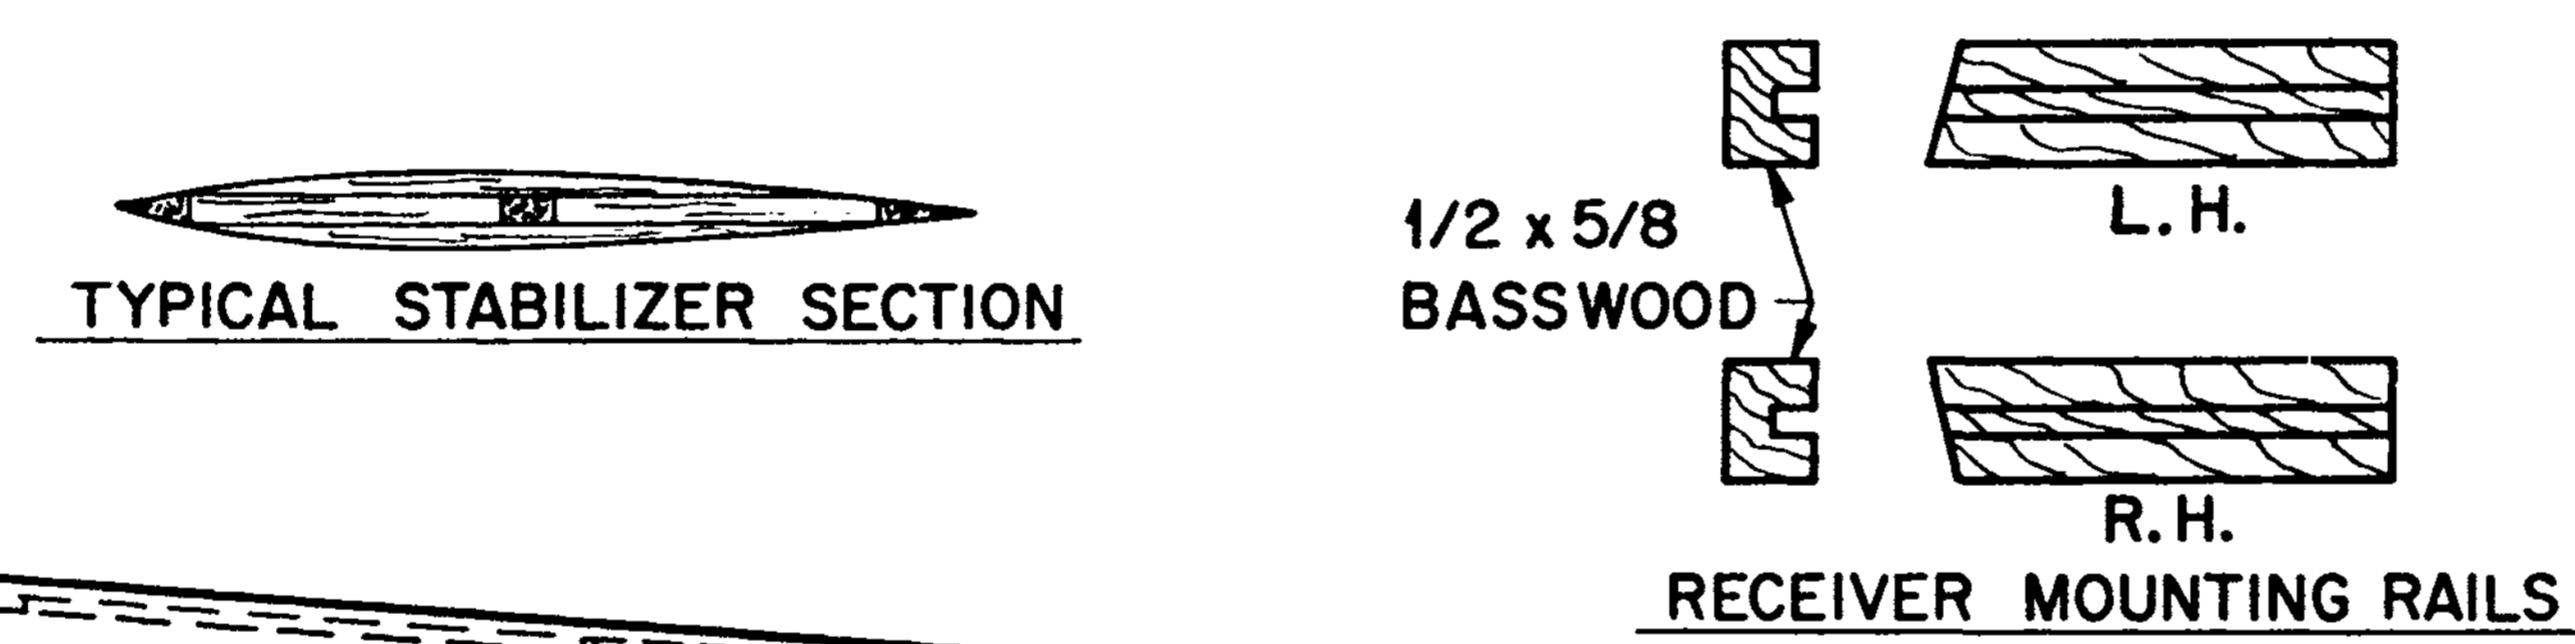 TYPICAL STABILIZER SECTION
1/2 x 5/8
BASSWOOD
L. H.
R. H.
RECEIVER MOUNTING RAILS